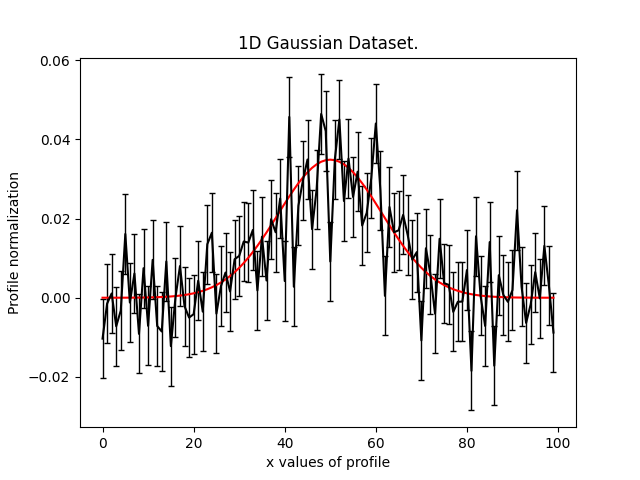 1D Gaussian Dataset.
Profile normalization
0.06
0.04
0.02
0.00
−0.02
0 20 40 60 80 100
x values of profile